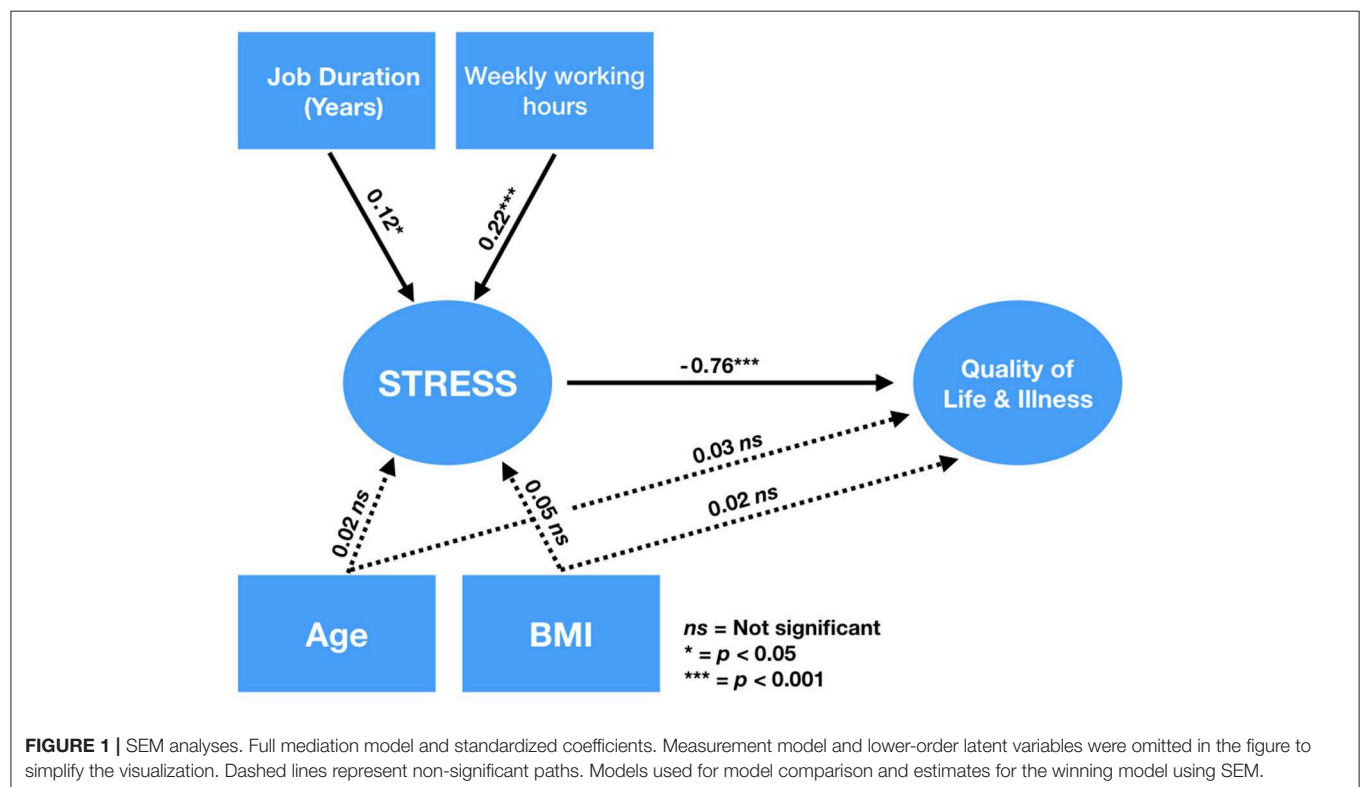 Job Duration
(Years)
Weekly working
hours
0.12*
0.22***
STRESS
-0.76***
Quality of
Life & Illness
0.03 ns
0.02 ns
0.05 ns
0.02 ns
Age
BMI
ns = Not significant
* = p < 0.05
*** = p < 0.001
FIGURE 1 | SEM analyses. Full mediation model and standardized coefficients. Measurement model and lower-order latent variables were omitted in the figure to
simplify the visualization. Dashed lines represent non-significant paths. Models used for model comparison and estimates for the winning model using SEM.